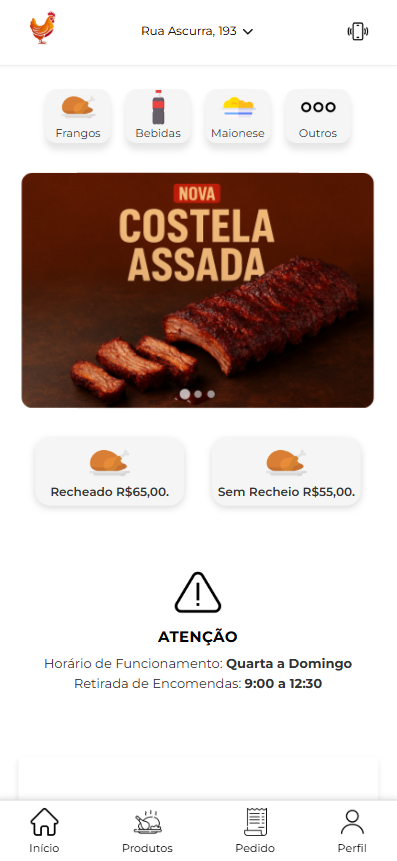 Rua Ascurra, 193
Frangos
Bebidas
Maionese
Outros
NOVA
COSTELA
ASSADA
Recheado R$65,00.
Sem Recheio R$55,00.
ATENÇÃO
Horário de Funcionamento: Quarta a Domingo
Retirada de Encomendas: 9:00 a 12:30
Início
Produtos
Pedido
Perfil